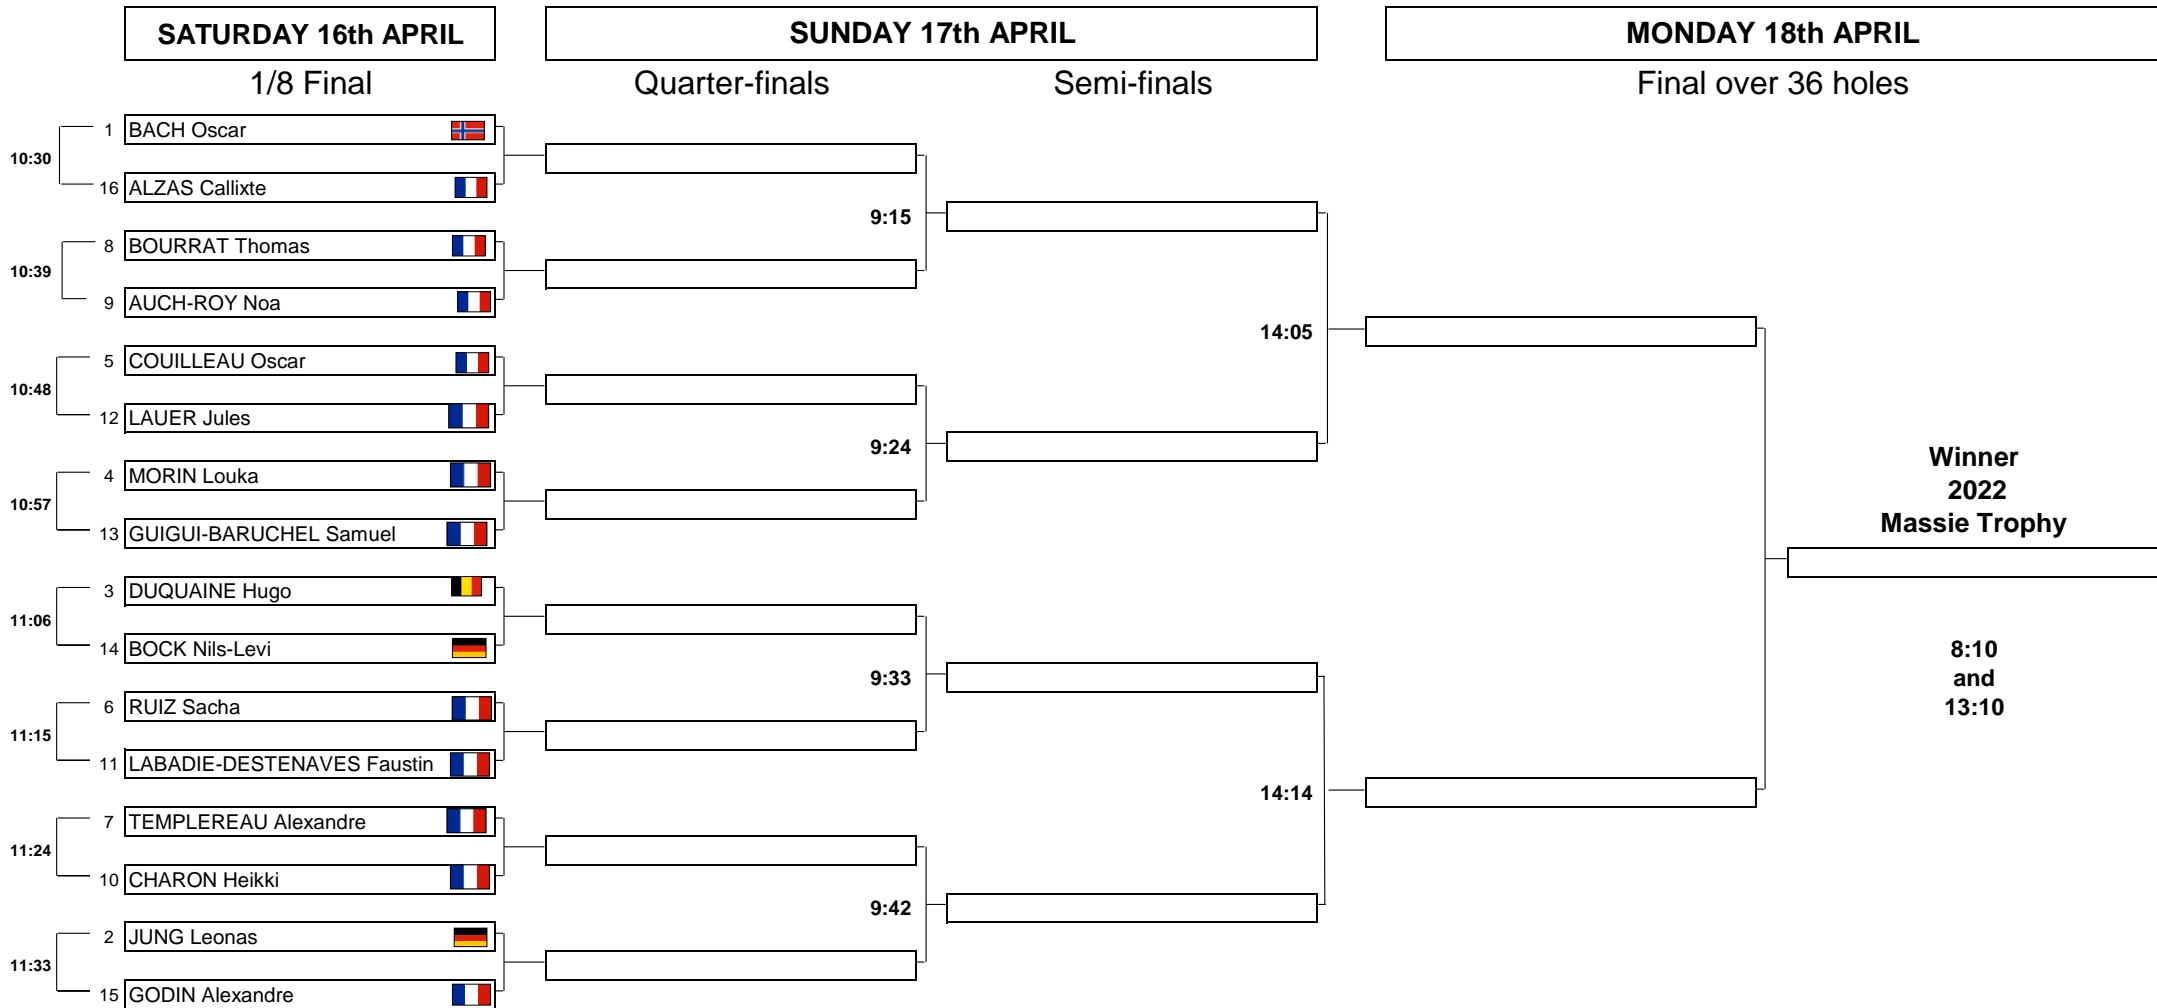 SATURDAY 16th APRIL
SUNDAY 17th APRIL
MONDAY 18th APRIL
1/8 Final
Quarter-finals
Semi-finals
Final over 36 holes
1 BACH Oscar
10:30
16 ALZAS Callixte
9:15
8 BOURRAT Thomas
10:39
9 AUCH-ROY Noa
14:05
5 COUILLEAU Oscar
10:48
12 LAUER Jules
9:24
4 MORIN Louka
10:57
13 GUIGUI-BARUCHEL Samuel
Winner
2022
Massie Trophy
3 DUQUAINE Hugo
11:06
14 BOCK Nils-Levi
9:33
8:10
and
13:10
6 RUIZ Sacha
11:15
11 LABADIE-DESTENAVES Faustin
14:14
7 TEMPLEREAU Alexandre
11:24
10 CHARON Heikki
9:42
2 JUNG Leonas
11:33
15 GODIN Alexandre